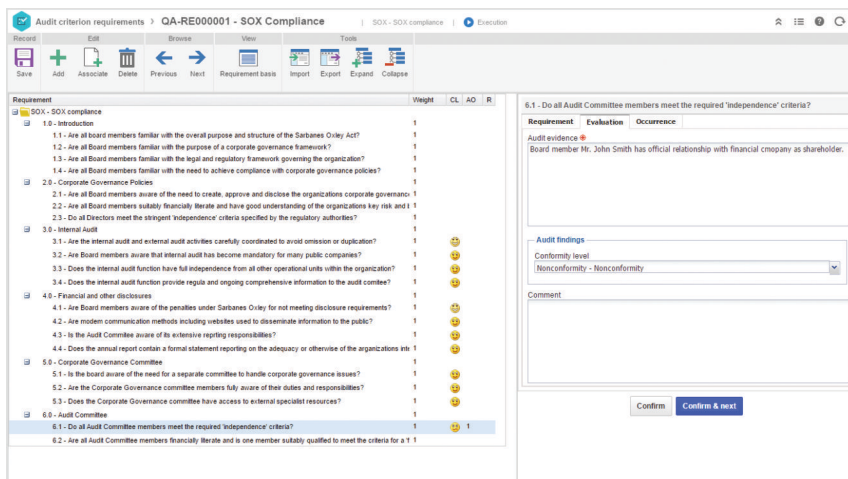 Audit criterion requirements > QA-RE000001 - SOX Compliance | SOX - SOX compliance | Execution
Record Edit Browse View Tools
Save Add Associate Delete Previous Next Requirement basis Import Export Expand Collapse
Requirement Weight CL AO R
SOX - SOX compliance
1.0 - Introduction 1
1.1 - Are all board members familiar with the overall purpose and structure of the Sarbanes Oxley Act? 1
1.2 - Are all board members familiar with the purpose of a corporate governance framework? 1
1.3 - Are all board members familiar with the legal and regulatory framework governing the organization? 1
1.4 - Are all board members familiar with the need to achieve compliance with corporate governance policies? 1
2.0 - Corporate Governance Policies 1
2.1 - Are all Board members aware of the need to create, approve and disclose the organizations corporate governanc 1
2.2 - Are all Board members suitably financially literate and have good understanding of the organizations key risk and b 1
2.3 - Do all Directors meet the stringent 'independence' criteria specified by the regulatory authorities? 1
3.0 - Internal Audit 1
3.1 - Are the internal audit and external audit activities carefully coordinated to avoid omission or duplication? 1
3.2 - Are Board members aware that internal audit has become mandatory for many public companies? 1
3.3 - Does the internal audit function have full independence from all other operational units within the organization? 1
3.4 - Does the internal audit function provide regula and ongoing comprehensive information to the audit comitee? 1
4.0 - Financial and other disclosures 1
4.1 - Are Board members aware of the penalties under Sarbanes Oxley for not meeting disclosure requirements? 1
4.2 - Are modern communication methods including websites used to disseminate information to the public? 1
4.3 - Is the Audit Commitee aware of its extensive reprting responsibilities? 1
4.4 - Does the annual report contain a formal statement reporting on the adequacy or otherwise of the organizations inte 1
5.0 - Corporate Governance Committee 1
5.1 - Is the board aware of the need for a separate committee to handle corporate governance issues? 1
5.2 - Are the Corporate Governance committee members fully aware of their duties and responsibilities? 1
5.3 - Does the Corporate Governance committee have access to external specialist resources? 1
6.0 - Audit Committee 1
6.1 - Do all Audit Committee members meet the required 'independence' criteria? 1 1
6.2 - Are all Audit Committee members financially literate and is one member suitably qualified to meet the criteria for a 'f 1
6.1 - Do all Audit Committee members meet the required 'independence' criteria?
Requirement Evaluation Occurrence
Audit evidence
Board member Mr. John Smith has official relationship with financial cmopany as shareholder.
Audit findings
Conformity level
Nonconformity - Nonconformity
Comment
Confirm Confirm & next